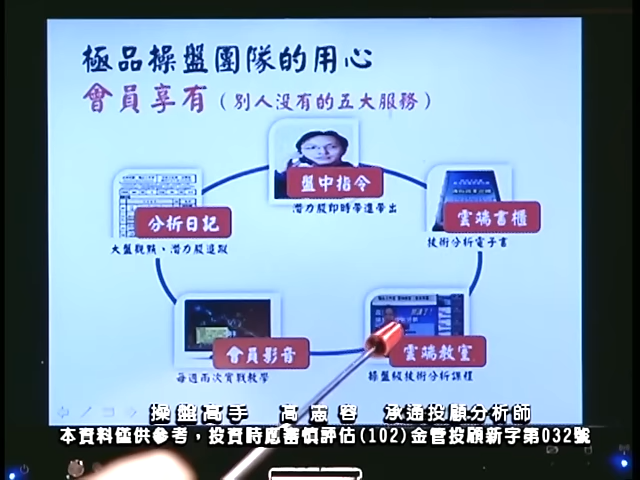 極品操盤團隊的用心
會員享有（別人沒有的五大服務）
盤中指令
潛力股即時帶進帶出
分析日記
大盤觀點、潛力股追蹤
雲端書櫃
技術分析電子書
會員影音
每週兩次實戰教學
雲端教室
操盤級技術分析課程
操盤高手 高憲容 承通投顧分析師
本資料僅供參考，投資時應審慎評估(102)金管投顧新字第032號